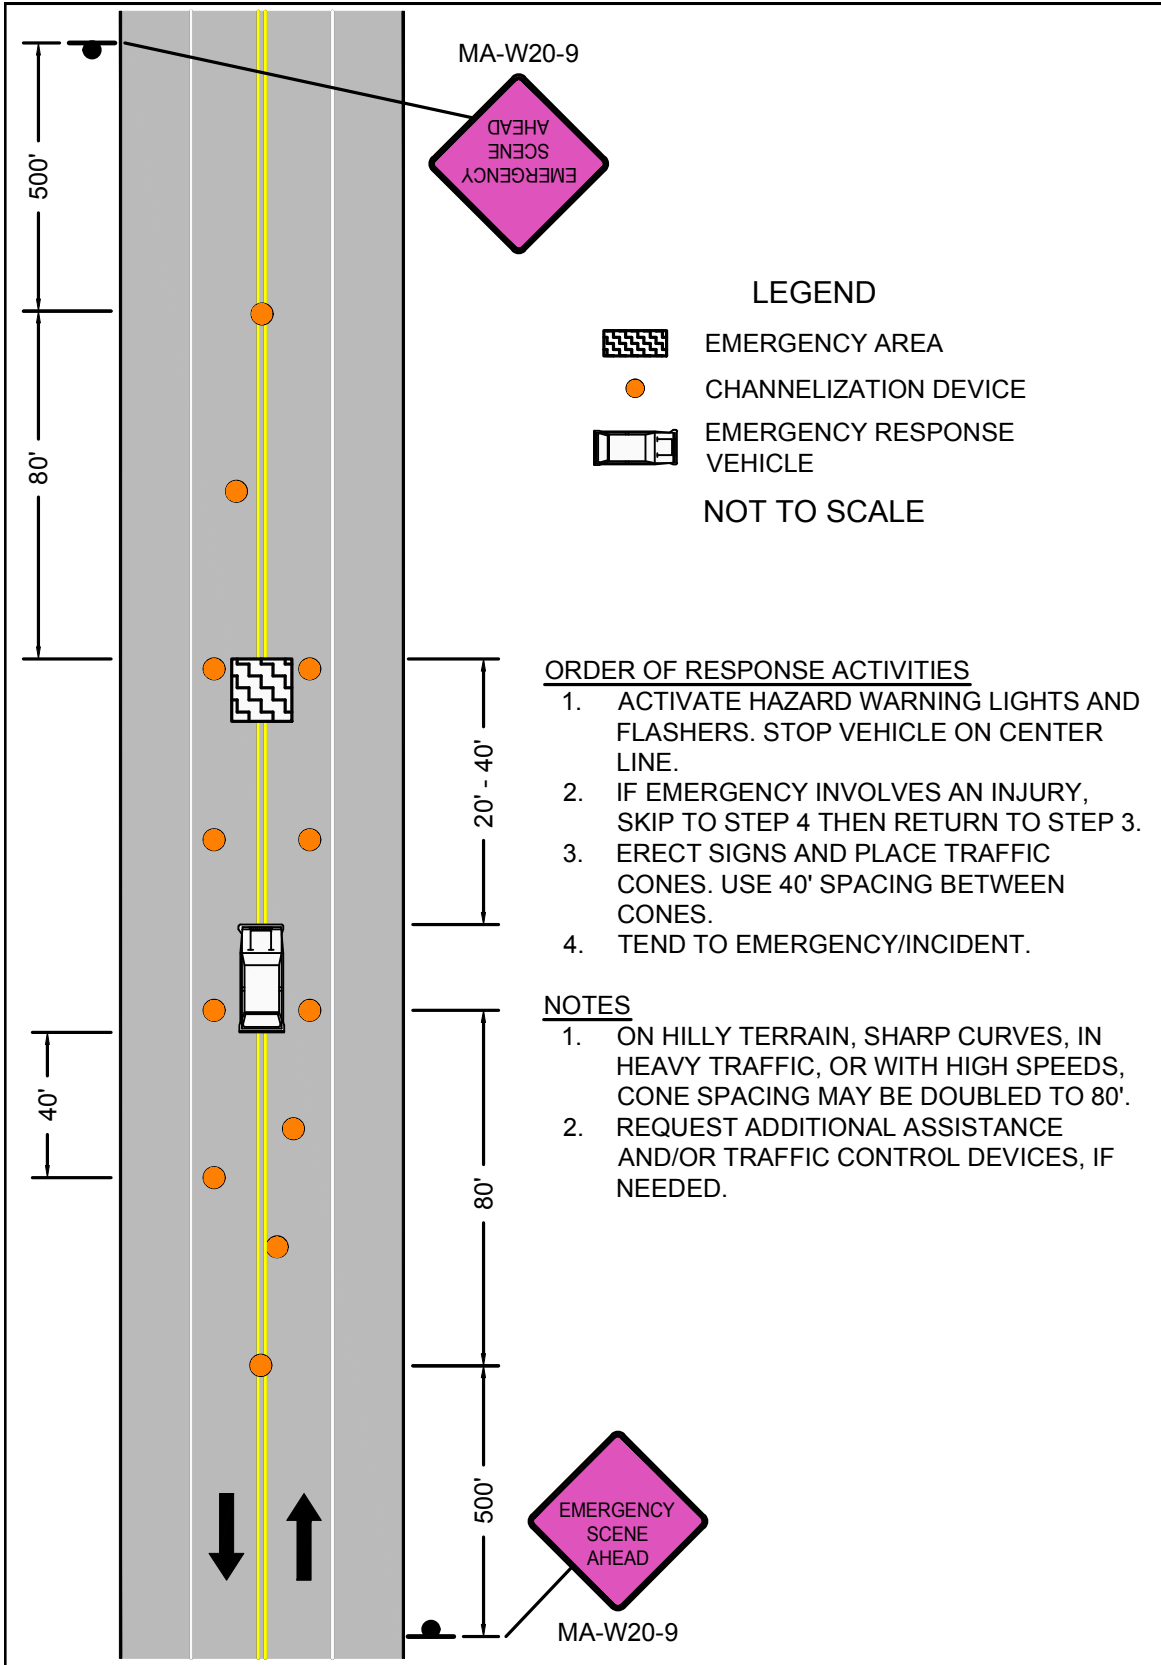 MA-W20-9
EMERGENCY
SCENE
AHEAD
500'
80'
LEGEND
EMERGENCY AREA
CHANNELIZATION DEVICE
EMERGENCY RESPONSE
VEHICLE
NOT TO SCALE
20' - 40'
ORDER OF RESPONSE ACTIVITIES
1. ACTIVATE HAZARD WARNING LIGHTS AND
FLASHERS. STOP VEHICLE ON CENTER
LINE.
2. IF EMERGENCY INVOLVES AN INJURY,
SKIP TO STEP 4 THEN RETURN TO STEP 3.
3. ERECT SIGNS AND PLACE TRAFFIC
CONES. USE 40' SPACING BETWEEN
CONES.
4. TEND TO EMERGENCY/INCIDENT.
NOTES
1. ON HILLY TERRAIN, SHARP CURVES, IN
HEAVY TRAFFIC, OR WITH HIGH SPEEDS,
CONE SPACING MAY BE DOUBLED TO 80'.
2. REQUEST ADDITIONAL ASSISTANCE
AND/OR TRAFFIC CONTROL DEVICES, IF
NEEDED.
40'
80'
500'
EMERGENCY
SCENE
AHEAD
MA-W20-9